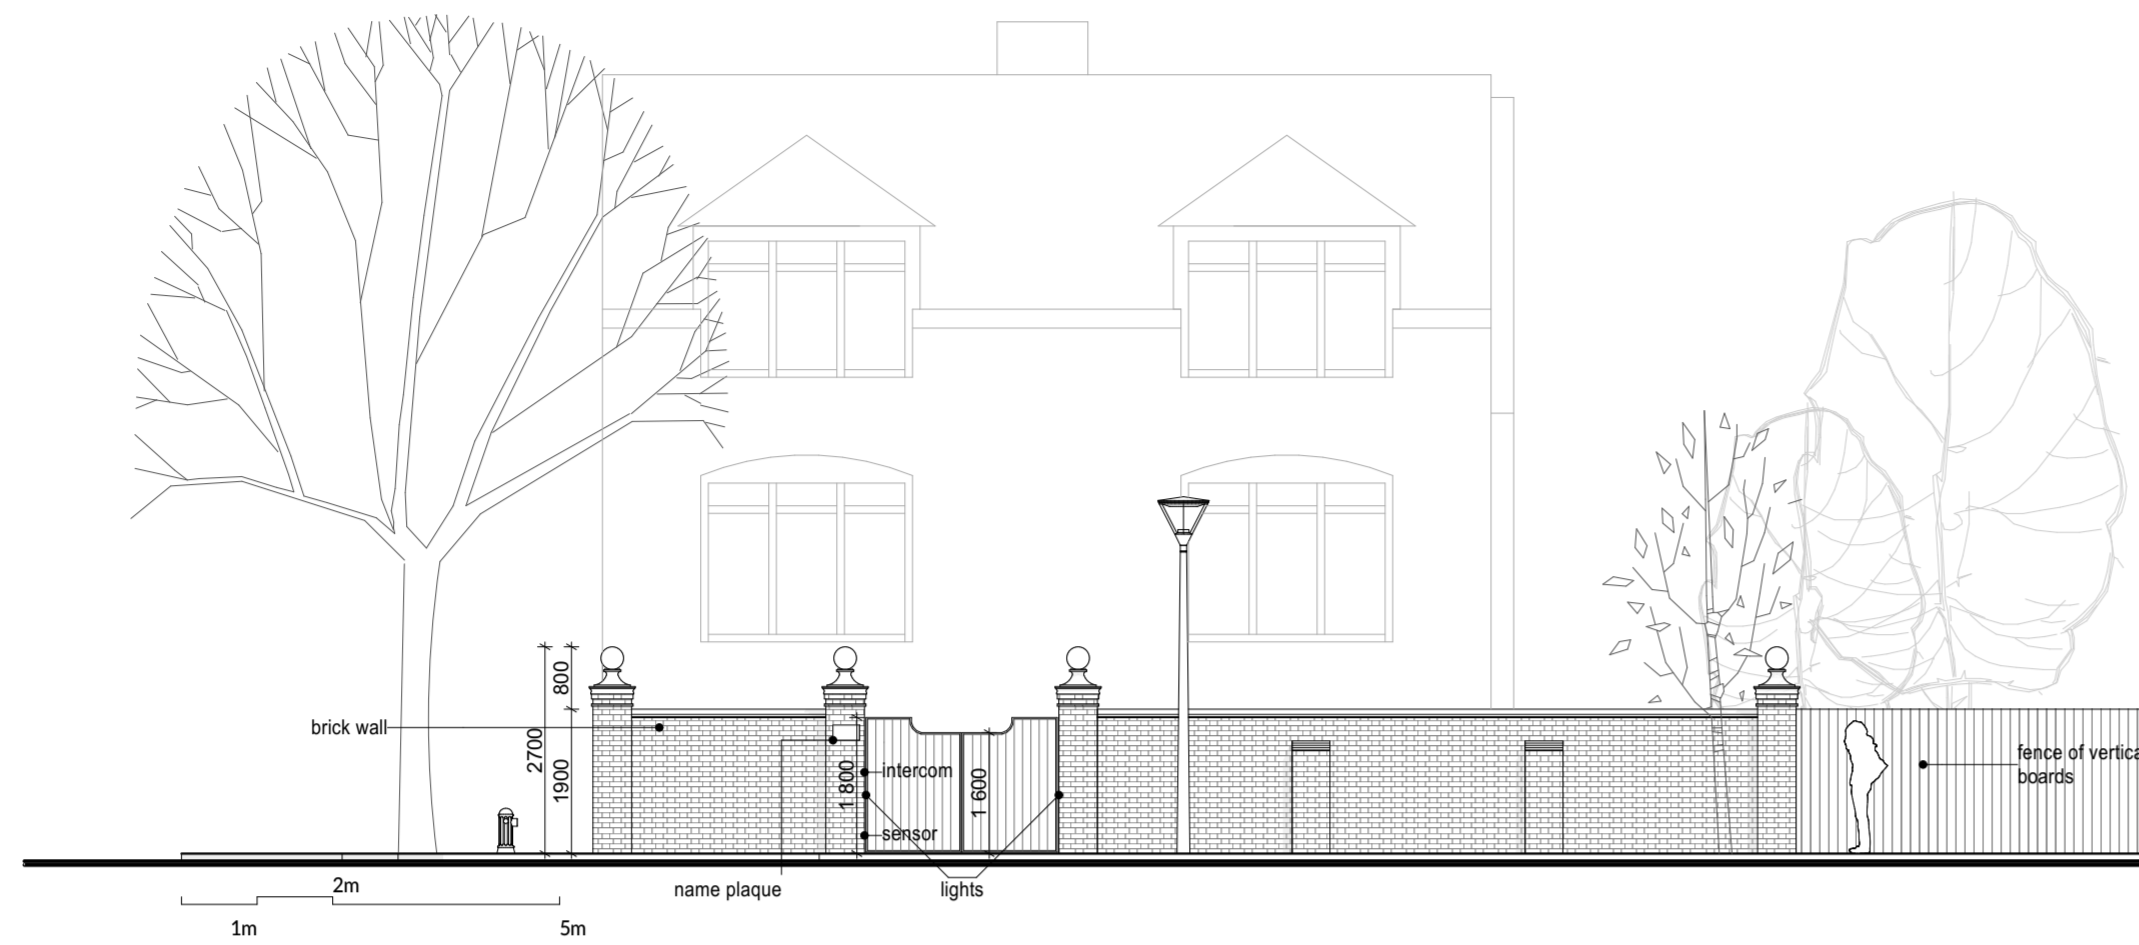 800
brick wall
2700
1900
1 800
intercom
1 600
fence of vertica
boards
sensor
name plaque
lights
2m
1m
5m